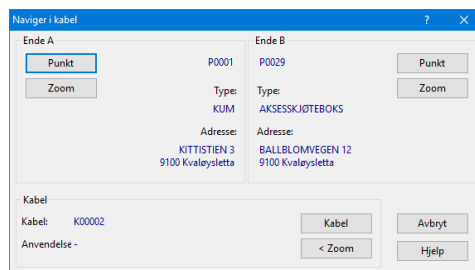 Naviger i kabel ? ×
Ende A
Punkt P0001
Zoom Type:
KUM
Adresse:
KITTISTIEN 3
9100 Kvaløysletta
Ende B
P0029 Punkt
Type: Zoom
AKSESSKJØTEBOKS
Adresse:
BALLBLOMVEGEN 12
9100 Kvaløysletta
Kabel
Kabel: K00002 Kabel
Anvendelse - < Zoom
Avbryt
Hjelp